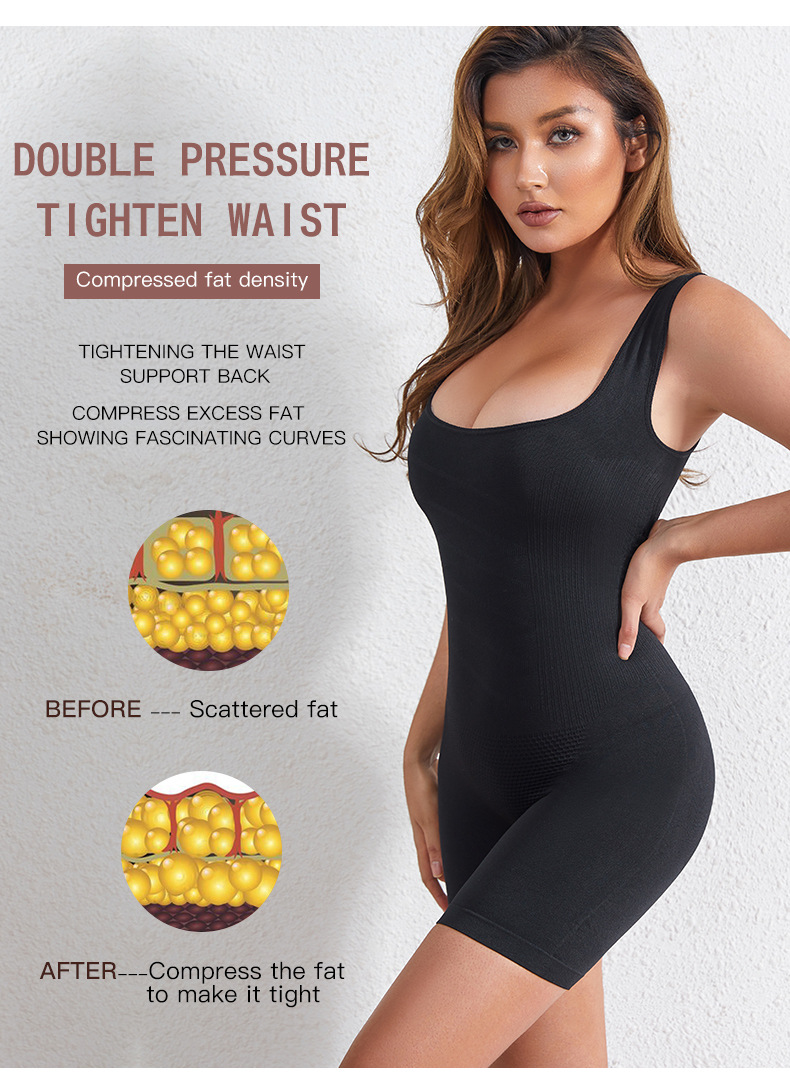 DOUBLE PRESSURE
TIGHTEN WAIST
Compressed fat density
TIGHTENING THE WAIST
SUPPORT BACK
COMPRESS EXCESS FAT
SHOWING FASCINATING CURVES
BEFORE --- Scattered fat
AFTER---Compress the fat
to make it tight